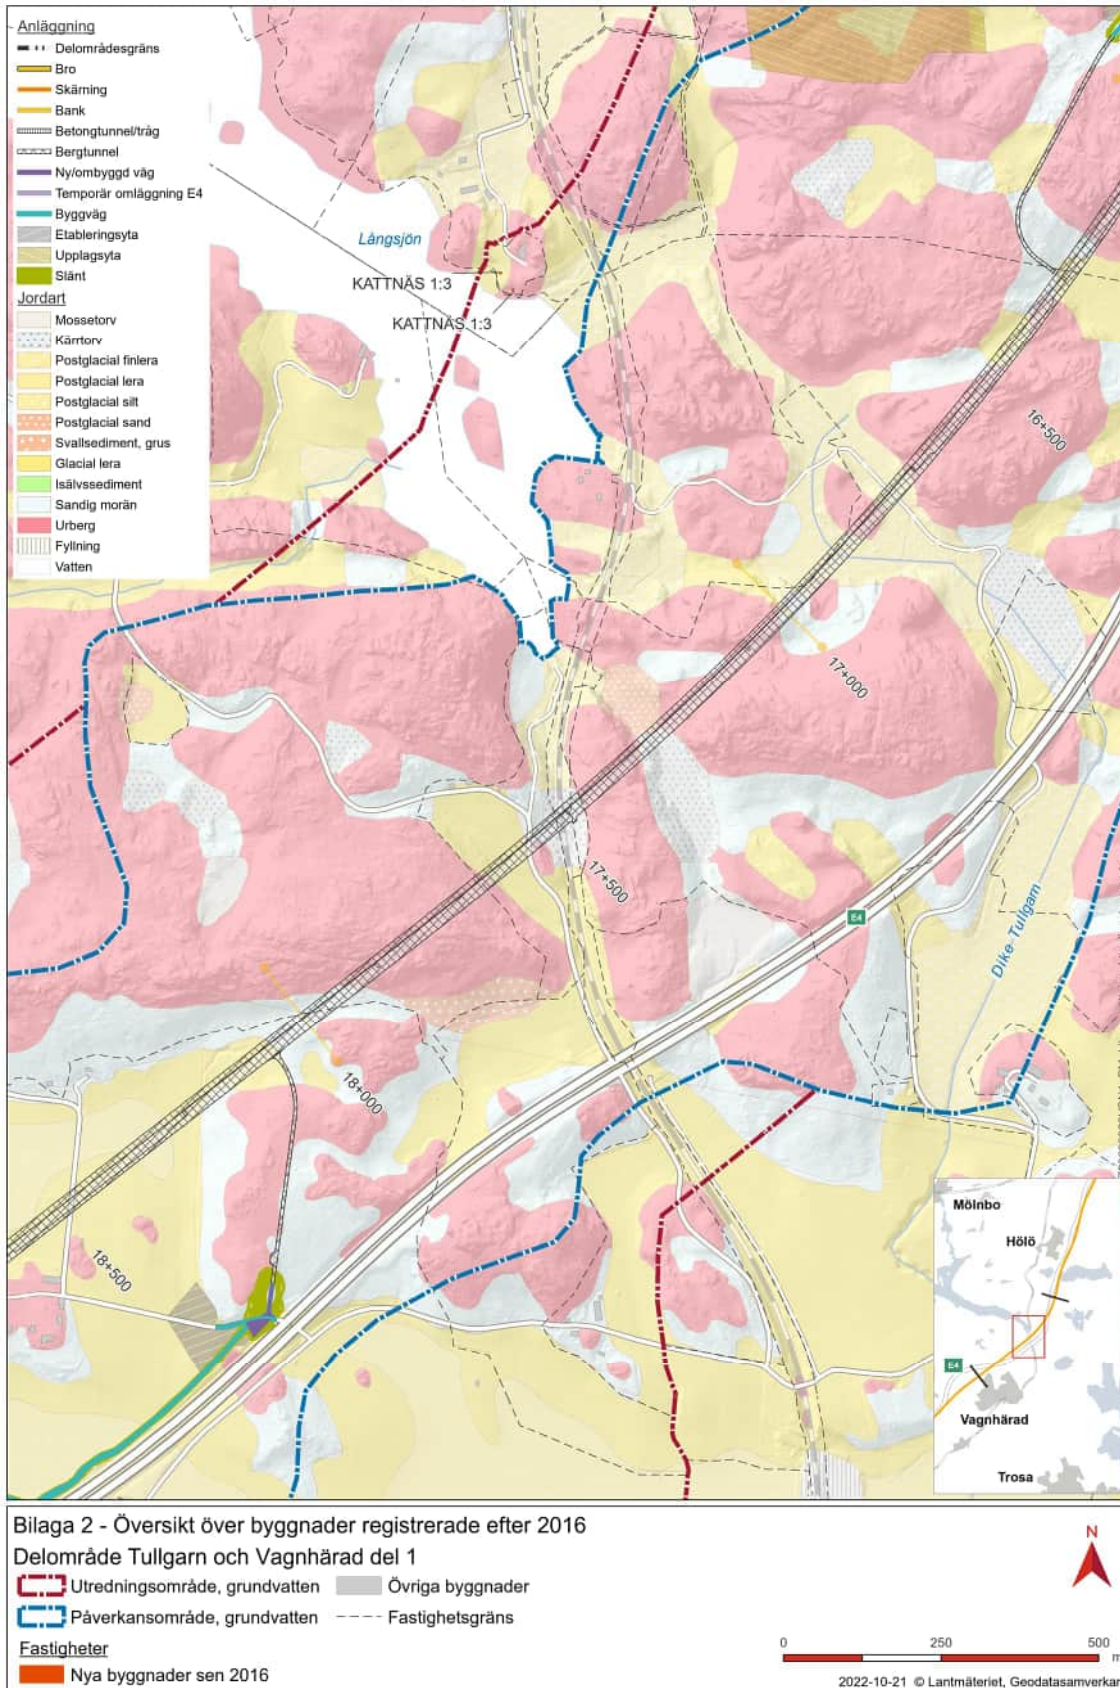 Anläggning
Delområdesgräns
Bro
Skärning
Bank
Betongtunnel/tråg
Bergtunnel
Ny/ombyggd väg
Temporär omläggning E4
Byggväg
Etableringsyta
Upplagsyta
Slänt
Jordart
Mossetorv
Kärrtorv
Postglacial finlera
Postglacial lera
Postglacial silt
Postglacial sand
Svallsediment, grus
Glacial lera
Isälvssediment
Sandig morän
Urberg
Fyllning
Vatten
Långsjön
KATTNÄS 1:3
KATTNÄS 1:3
16+500
17+000
17+500
E4
Dike Tullgarn
18+000
18+500
Mölnbo
Hölö
E4
Vagnhärad
Trosa
Bilaga 2 - Översikt över byggnader registrerade efter 2016
Delområde Tullgarn och Vagnhärad del 1
Utredningsområde, grundvatten
Övriga byggnader
Påverkansområde, grundvatten
Fastighetsgräns
Fastigheter
Nya byggnader sen 2016
N
0 250 500
m
2022-10-21 © Lantmäteriet, Geodatasamverkan